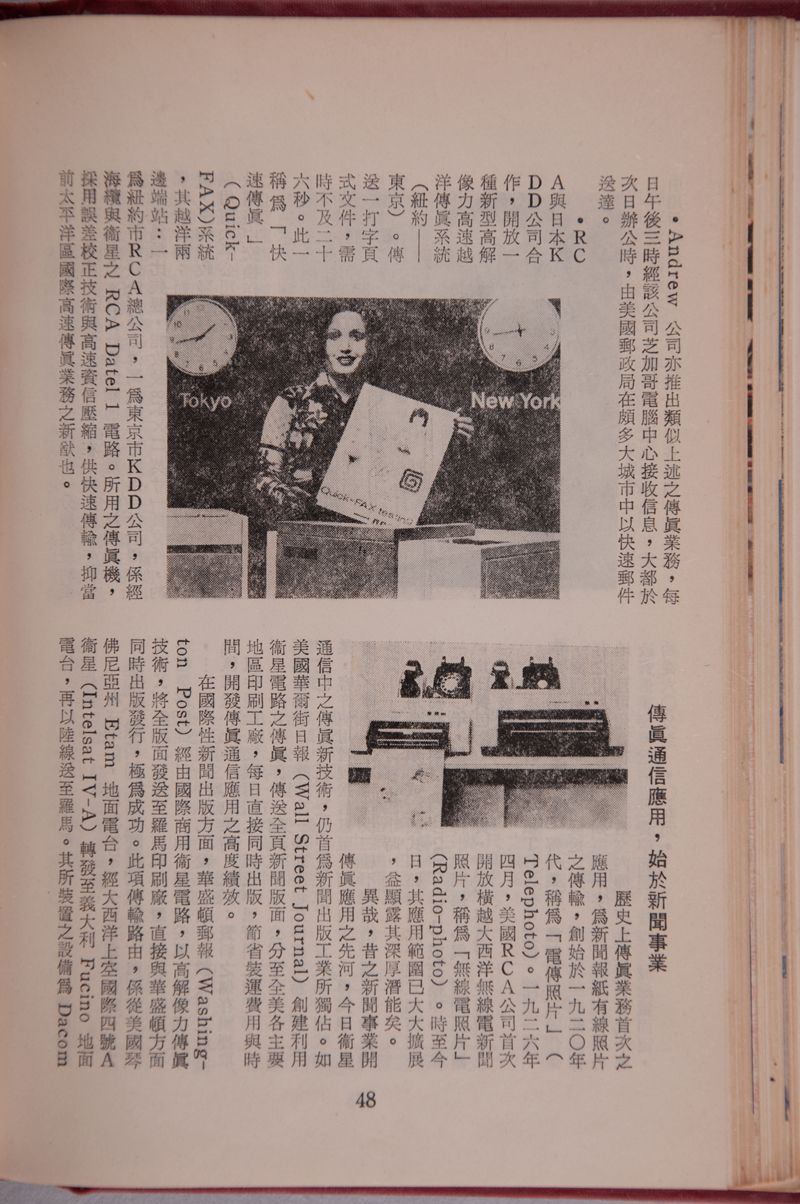 •Andrew 公司亦推出類似上述之傳眞業務，每
日午後三時經該公司芝加哥電腦中心接收信息，大都於
次日辦公時，由美國郵政局在頗多大城市中以快速郵件
送達。
•RC
A與日本K
DD公司合
作，開放一
種新型高解
像力高速越
洋傳眞系統
（紐約——
東京）。傳
送一打字頁
式文件，需
時不及二十
六秒。此一
稱爲「快
速傳眞」
（Quick-
FAX)系統
，其越洋兩
邊端站：一
爲紐約市RCA總公司，一爲東京市KDD公司，係經
海纜與衞星之 RCA Datel 1 電路。所用之傳眞機，
採用誤差校正技術與高速資信壓縮，供快速傳輸，抑當
前太平洋區國際高速傳眞業務之新猷也。
Tokyo
New York
Quick-FAX testing
傳眞通信應用，始於新聞事業
歷史上傳眞業務首次之
應用，爲新聞報紙有線照片
之傳輸，創始於一九二〇年
代，稱爲「電傳照片」（
Telephoto)。一九二六年
四月，美國RCA公司首次
開放橫越大西洋無線電新聞
照片，稱爲「無線電照片」
(Radio-photo) 。時至今
日，其應用範圍已大大擴展
，益顯露其深厚潛能矣。
異哉，昔之新聞事業開
傳眞應用之先河，今日衞星
通信中之傳眞新技術，仍首爲新聞出版工業所獨佔。如
美國華爾街日報（Wall Street Journal）創建利用
衞星電路之傳眞，傳送全頁新聞版面，分至全美各主要
地區印刷工廠，每日直接同時出版，節省裝運費用與時
間，開發傳眞通信應用之高度績效。
在國際性新聞出版方面，華盛頓郵報（Washing-
ton Post）經由國際商用衞星電路，以高解像力傳眞
技術，將全版面發送至羅馬印刷廠，直接與華盛頓方面
同時出版發行，極爲成功。此項傳輸路由，係從美國琴
佛尼亞州 Etam 地面電台，經大西洋上空國際四號A
衞星（Intelsat IV-A）轉發至義大利 Fucino 地面
電台，再以陸線送至羅馬。其所裝置之設備爲 Dacom
48